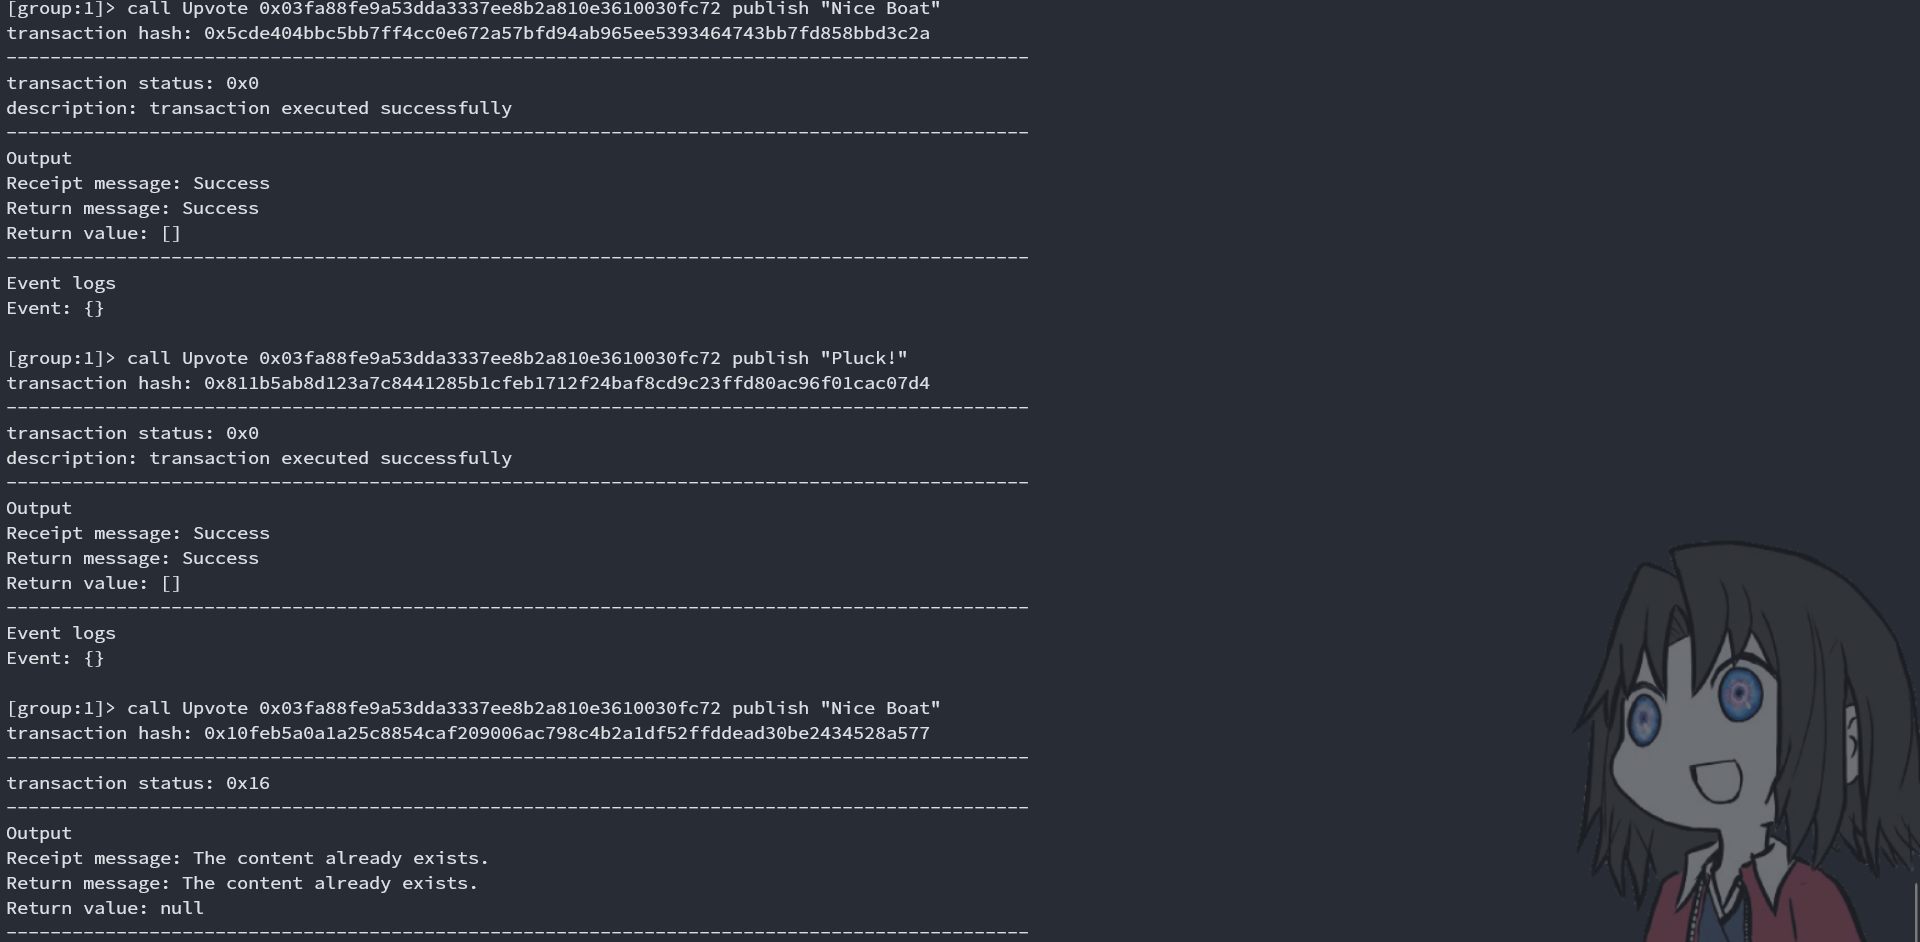 [group:1]> call Upvote 0x03fa88fe9a53dda3337ee8b2a810e3610030fc72 publish "Nice Boat"
transaction hash: 0x5cde404bbc5bb7ff4cc0e672a57bfd94ab965ee5393464743bb7fd858bbd3c2a
---------------------------------------------------------------------------------------------
transaction status: 0x0
description: transaction executed successfully
---------------------------------------------------------------------------------------------
Output
Receipt message: Success
Return message: Success
Return value: []
---------------------------------------------------------------------------------------------
Event logs
Event: {}
[group:1]> call Upvote 0x03fa88fe9a53dda3337ee8b2a810e3610030fc72 publish "Pluck!"
transaction hash: 0x811b5ab8d123a7c8441285b1cfeb1712f24baf8cd9c23ffd80ac96f01cac07d4
---------------------------------------------------------------------------------------------
transaction status: 0x0
description: transaction executed successfully
---------------------------------------------------------------------------------------------
Output
Receipt message: Success
Return message: Success
Return value: []
---------------------------------------------------------------------------------------------
Event logs
Event: {}
[group:1]> call Upvote 0x03fa88fe9a53dda3337ee8b2a810e3610030fc72 publish "Nice Boat"
transaction hash: 0x10feb5a0a1a25c8854caf209006ac798c4b2a1df52ffddead30be2434528a577
---------------------------------------------------------------------------------------------
transaction status: 0x16
---------------------------------------------------------------------------------------------
Output
Receipt message: The content already exists.
Return message: The content already exists.
Return value: null
---------------------------------------------------------------------------------------------